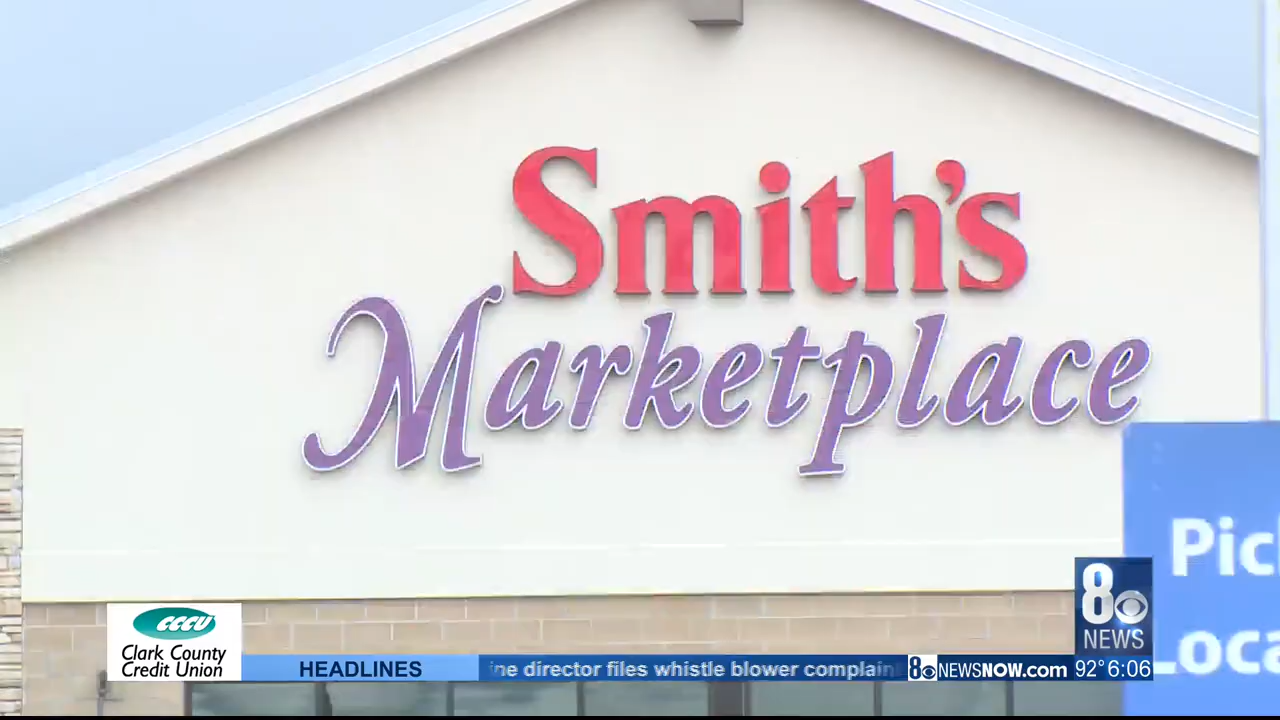 Smith's
Marketplace
Pic
Loca
8
NEWS
CCCU
Clark County
Credit Union
HEADLINES
ne director files whistle blower complain
8 NEWSNOW.com 92° 6:06